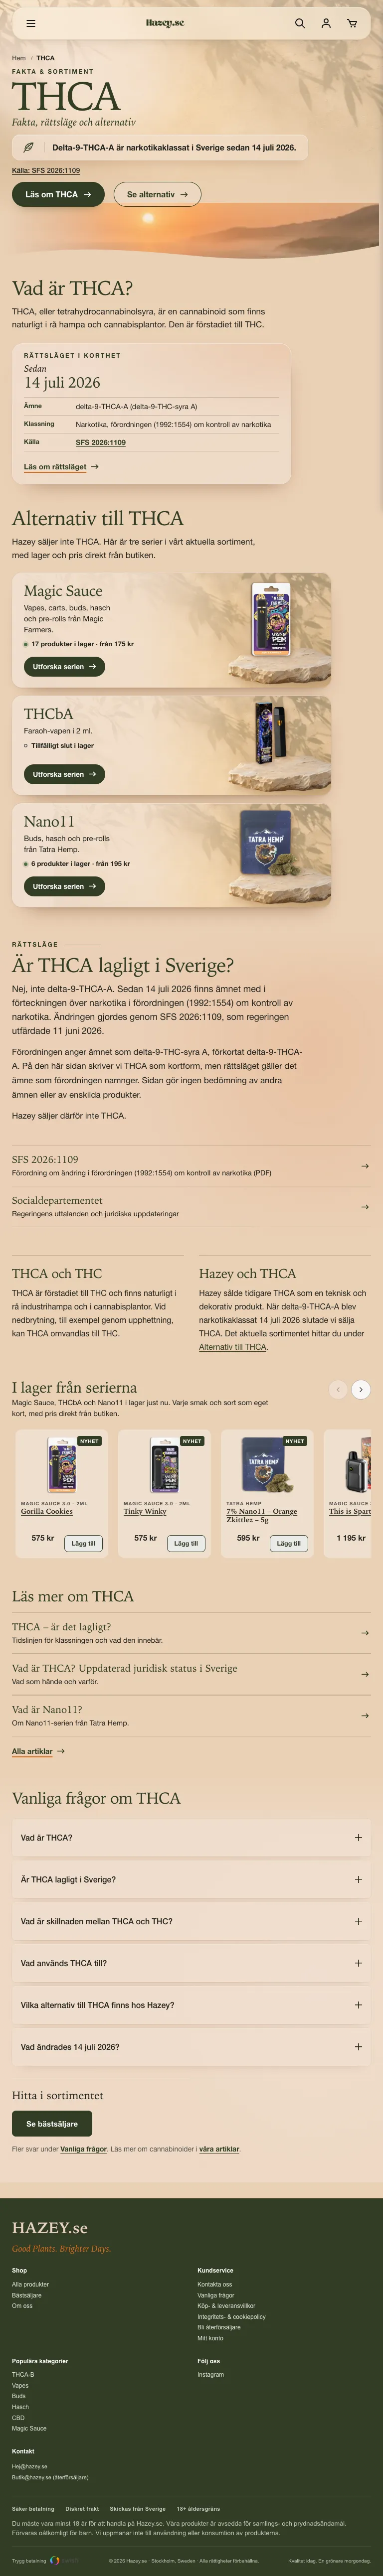 Hazey.se
Hem / THCA
FAKTA & SORTIMENT
THCA
Fakta, rättsläge och alternativ
Delta-9-THCA-A är narkotikaklassat i Sverige sedan 14 juli 2026.
Källa: SFS 2026:1109
Läs om THCA →
Se alternativ →
Vad är THCA?
THCA, eller tetrahydrocannabinolsyra, är en cannabinoid som finns
naturligt i rå hampa och cannabisplantor. Den är förstadiet till THC.
RÄTTSLÄGET I KORTHET
Sedan
14 juli 2026
Ämne delta-9-THCA-A (delta-9-THC-syra A)
Klassning Narkotika, förordningen (1992:1554) om kontroll av narkotika
Källa SFS 2026:1109
Läs om rättsläget →
Alternativ till THCA
Hazey säljer inte THCA. Här är tre serier i vårt aktuella sortiment,
med lager och pris direkt från butiken.
Magic Sauce
Vapes, carts, buds, hasch
och pre-rolls från Magic
Farmers.
17 produkter i lager · från 175 kr
Utforska serien →
THCbA
Faraoh-vapen i 2 ml.
Tillfälligt slut i lager
Utforska serien →
Nano11
Buds, hasch och pre-rolls
från Tatra Hemp.
6 produkter i lager · från 195 kr
Utforska serien →
TATRA HEMP
RÄTTSLÄGE
Är THCA lagligt i Sverige?
Nej, inte delta-9-THCA-A. Sedan 14 juli 2026 finns ämnet med i
förteckningen över narkotika i förordningen (1992:1554) om kontroll av
narkotika. Ändringen gjordes genom SFS 2026:1109, som regeringen
utfärdade 11 juni 2026.
Förordningen anger ämnet som delta-9-THC-syra A, förkortat delta-9-THCA-
A. På den här sidan skriver vi THCA som kortform, men rättsläget gäller det
ämne som förordningen namnger. Sidan gör ingen bedömning av andra
ämnen eller av enskilda produkter.
Hazey säljer därför inte THCA.
SFS 2026:1109
Förordning om ändring i förordningen (1992:1554) om kontroll av narkotika (PDF)
Socialdepartementet
Regeringens uttalanden och juridiska uppdateringar
THCA och THC
THCA är förstadiet till THC och finns naturligt i
rå industrihampa och i cannabisplantor. Vid
nedbrytning, till exempel genom upphettning,
kan THCA omvandlas till THC.
Hazey och THCA
Hazey sålde tidigare THCA som en teknisk och
dekorativ produkt. När delta-9-THCA-A blev
narkotikaklassat 14 juli 2026 slutade vi sälja
THCA. Det aktuella sortimentet hittar du under
Alternativ till THCA.
I lager från serierna
Magic Sauce, THCbA och Nano11 i lager just nu. Varje smak och sort som eget
kort, med pris direkt från butiken.
NYHET
MAGIC SAUCE 3.0 - 2ML
Gorilla Cookies
575 kr
Lägg till
NYHET
MAGIC SAUCE 3.0 - 2ML
Tinky Winky
575 kr
Lägg till
NYHET
TATRA HEMP
7% Nano11 – Orange
Zkittlez – 5g
595 kr
Lägg till
MAGIC SAUCE
This is Spart
1 195 kr
Läs mer om THCA
THCA – är det lagligt?
Tidslinjen för klassningen och vad den innebär.
Vad är THCA? Uppdaterad juridisk status i Sverige
Vad som hände och varför.
Vad är Nano11?
Om Nano11-serien från Tatra Hemp.
Alla artiklar →
Vanliga frågor om THCA
Vad är THCA?
Är THCA lagligt i Sverige?
Vad är skillnaden mellan THCA och THC?
Vad används THCA till?
Vilka alternativ till THCA finns hos Hazey?
Vad ändrades 14 juli 2026?
Hitta i sortimentet
Se bästsäljare
Fler svar under Vanliga frågor. Läs mer om cannabinoider i våra artiklar.
HAZEY.se
Good Plants. Brighter Days.
Shop
Alla produkter
Bästsäljare
Om oss
Kundservice
Kontakta oss
Vanliga frågor
Köp- & leveransvillkor
Integritets- & cookiepolicy
Bli återförsäljare
Mitt konto
Populära kategorier
THCA-B
Vapes
Buds
Hasch
CBD
Magic Sauce
Följ oss
Instagram
Kontakt
Hej@hazey.se
Butik@hazey.se (återförsäljare)
Säker betalning Diskret frakt Skickas från Sverige 18+ åldersgräns
Du måste vara minst 18 år för att handla på Hazey.se. Våra produkter är avsedda för samlings- och prydnadsändamål.
Förvaras oåtkomligt för barn. Vi uppmanar inte till användning eller konsumtion av produkterna.
Trygg betalning
© 2026 Hazey.se · Stockholm, Sweden · Alla rättigheter förbehållna
Kvalitet idag. En grönare morgondag.